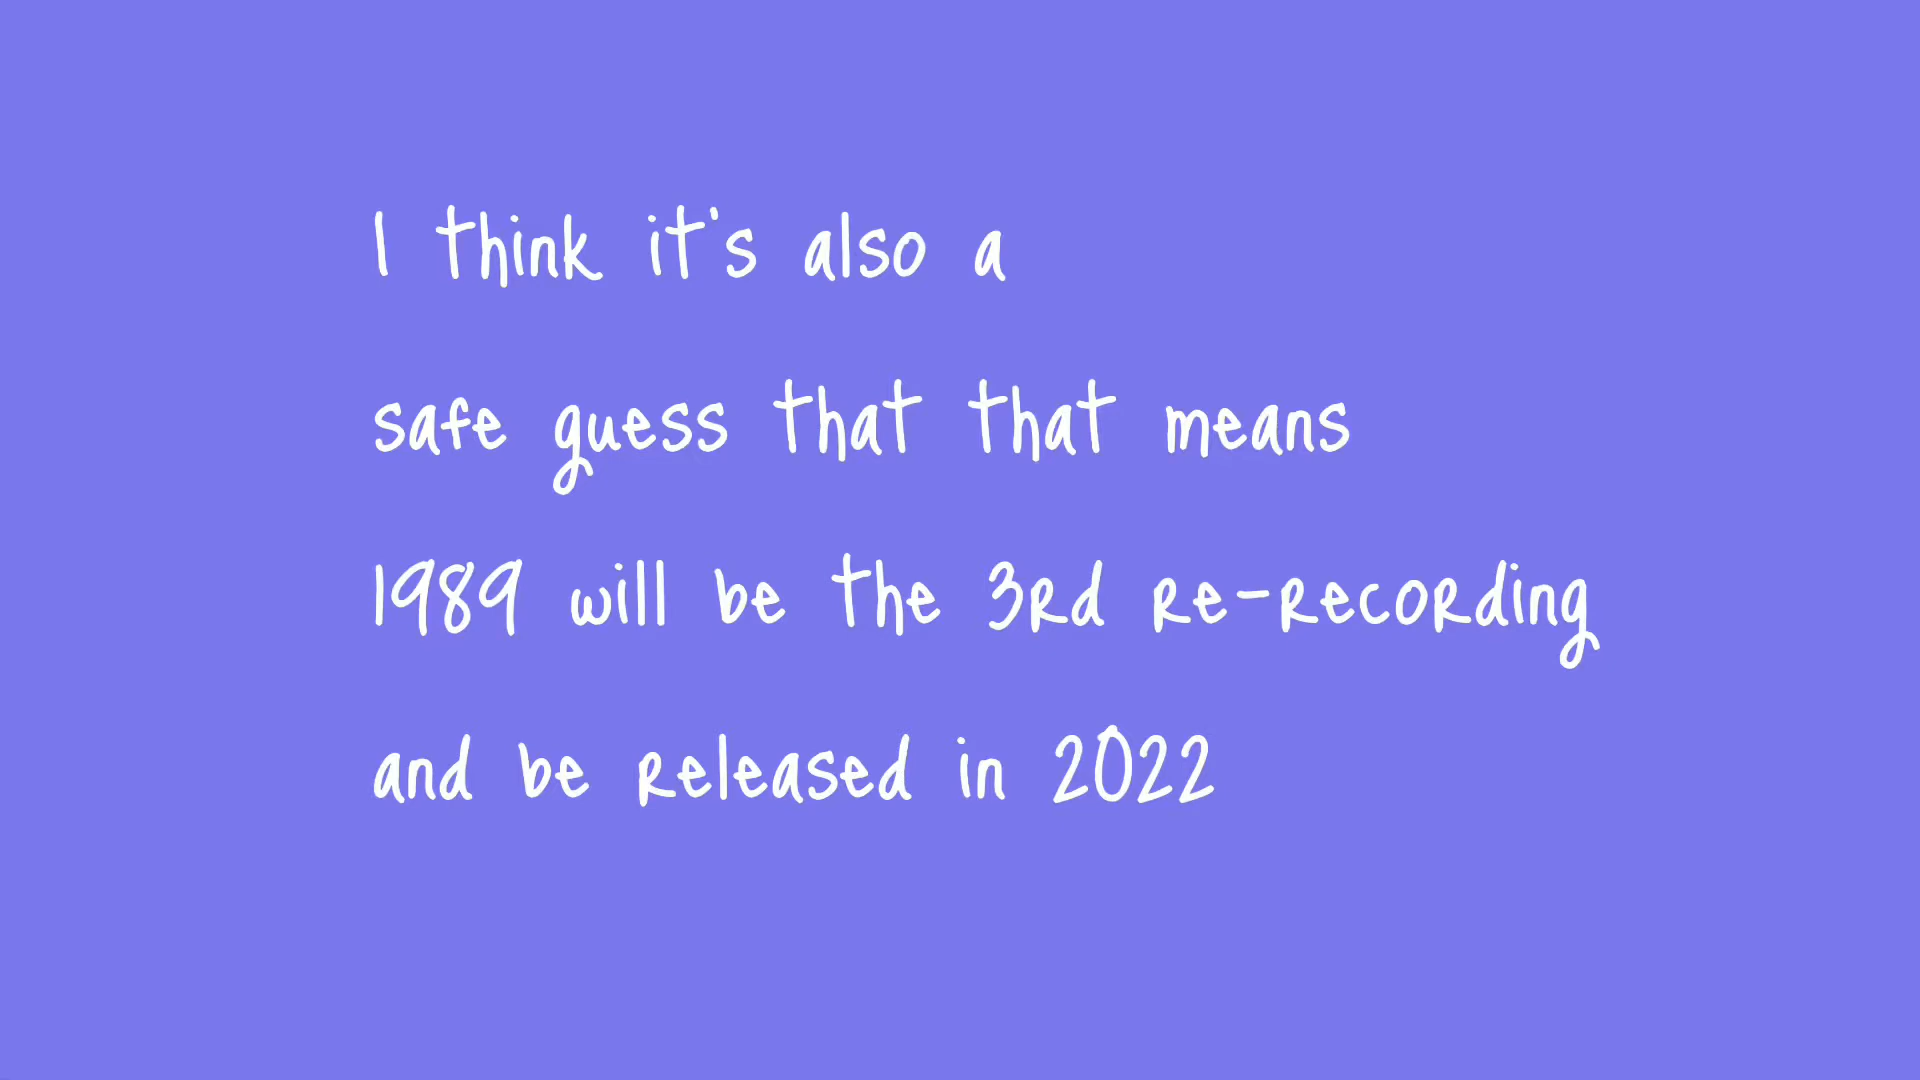 I think it's also a
safe guess that that means
1989 will be the 3rd re-recording
and be released in 2022